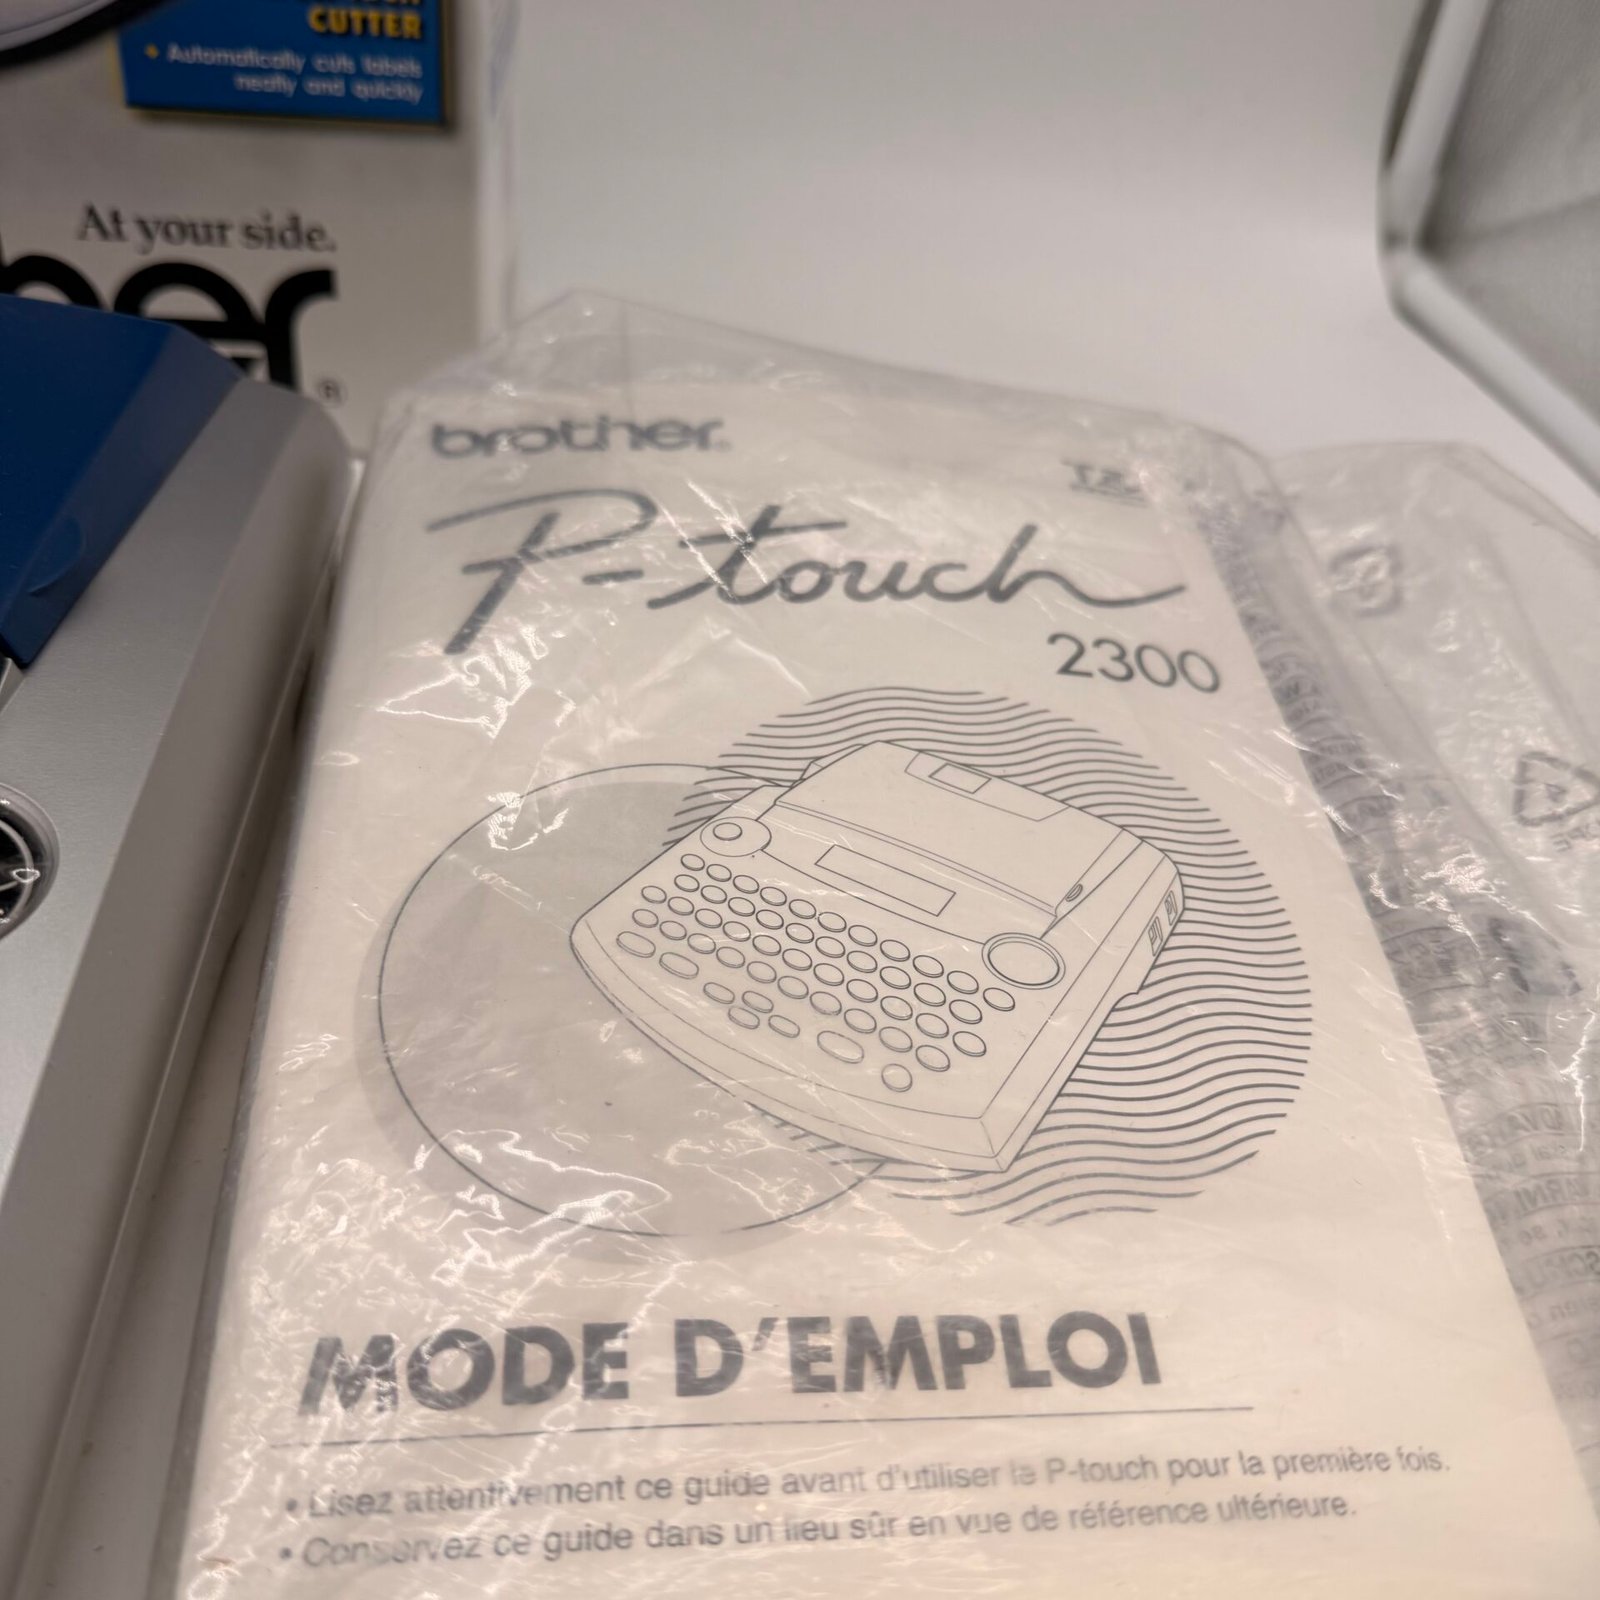 CUTTER
Automatically cuts labels
neatly and quickly
At your side.
®
brother®
TZ
P-touch
2300
MODE D'EMPLOI
• Lisez attentivement ce guide avant d'utiliser le P-touch pour la première fois.
• Conservez ce guide dans un lieu sûr en vue de référence ultérieure.